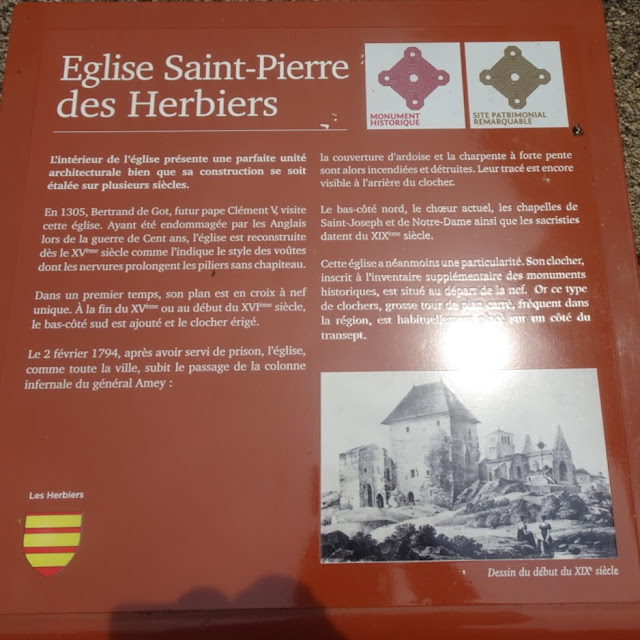 Eglise Saint-Pierre
des Herbiers
MONUMENT
HISTORIQUE
SITE PATRIMONIAL
REMARQUABLE
L'intérieur de l'église présente une parfaite unité
architecturale bien que sa construction se soit
étalée sur plusieurs siècles.
En 1305, Bertrand de Got, futur pape Clément V, visite
cette église. Ayant été endommagée par les Anglais
lors de la guerre de Cent ans, l'église est reconstruite
dès le XVème siècle comme l'indique le style des voûtes
dont les nervures prolongent les piliers sans chapiteau.
Dans un premier temps, son plan est en croix à nef
unique. À la fin du XVème ou au début du XVIème siècle,
le bas-côté sud est ajouté et le clocher érigé.
Le 2 février 1794, après avoir servi de prison, l'église,
comme toute la ville, subit le passage de la colonne
infernale du général Amey :
la couverture d'ardoise et la charpente à forte pente
sont alors incendiées et détruites. Leur tracé est encore
visible à l'arrière du clocher.
Le bas-côté nord, le chœur actuel, les chapelles de
Saint-Joseph et de Notre-Dame ainsi que les sacristies
datent du XIXème siècle.
Cette église a néanmoins une particularité. Son clocher,
inscrit à l'inventaire supplémentaire des monuments
historiques, est situé au départ de la nef. Or ce type
de clochers, grosse tour de plan carré, fréquent dans
la région, est habituellement placé sur un côté du
transept.
Les Herbiers
Dessin du début du XIXe siècle